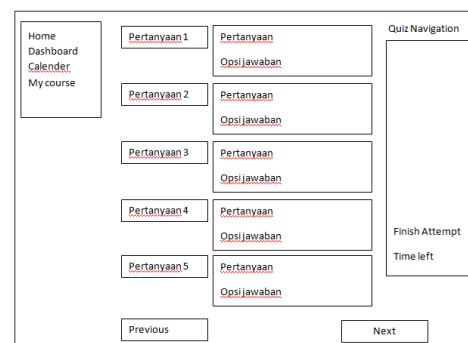 Home
Dashboard
Calender
My course
Pertanyaan 1
Pertanyaan
Opsi jawaban
Pertanyaan 2
Pertanyaan
Opsi jawaban
Pertanyaan 3
Pertanyaan
Opsi jawaban
Pertanyaan 4
Pertanyaan
Opsi jawaban
Pertanyaan 5
Pertanyaan
Opsi jawaban
Previous
Next
Quiz Navigation
Finish Attempt
Time left